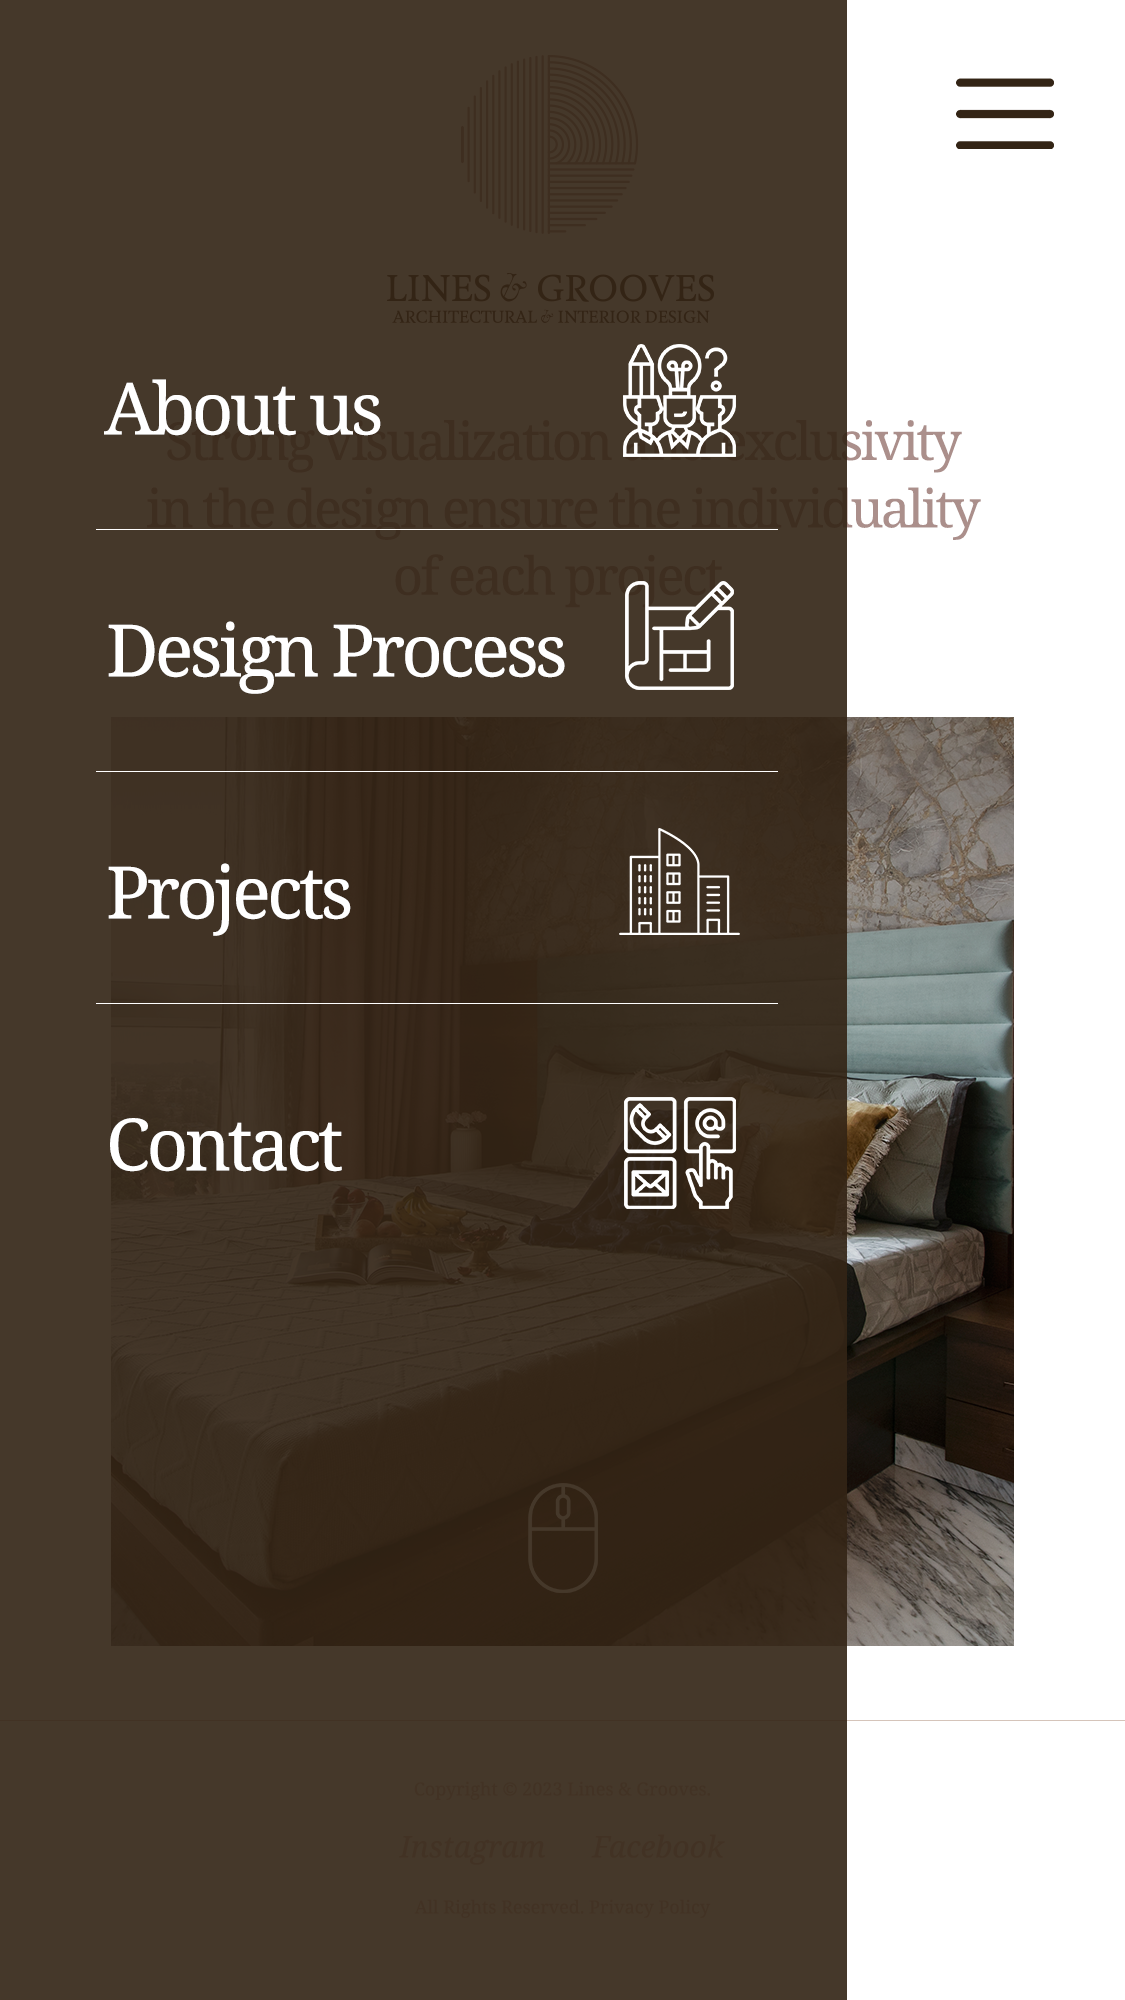 LINES & GROOVES
ARCHITECTURAL & INTERIOR DESIGN
About us
Strong visualization exclusivity
in the design ensure the individuality
of each project
Design Process
Projects
Contact
Copyright © 2023 Lines & Grooves.
Instagram Facebook
All Rights Reserved. Privacy Policy